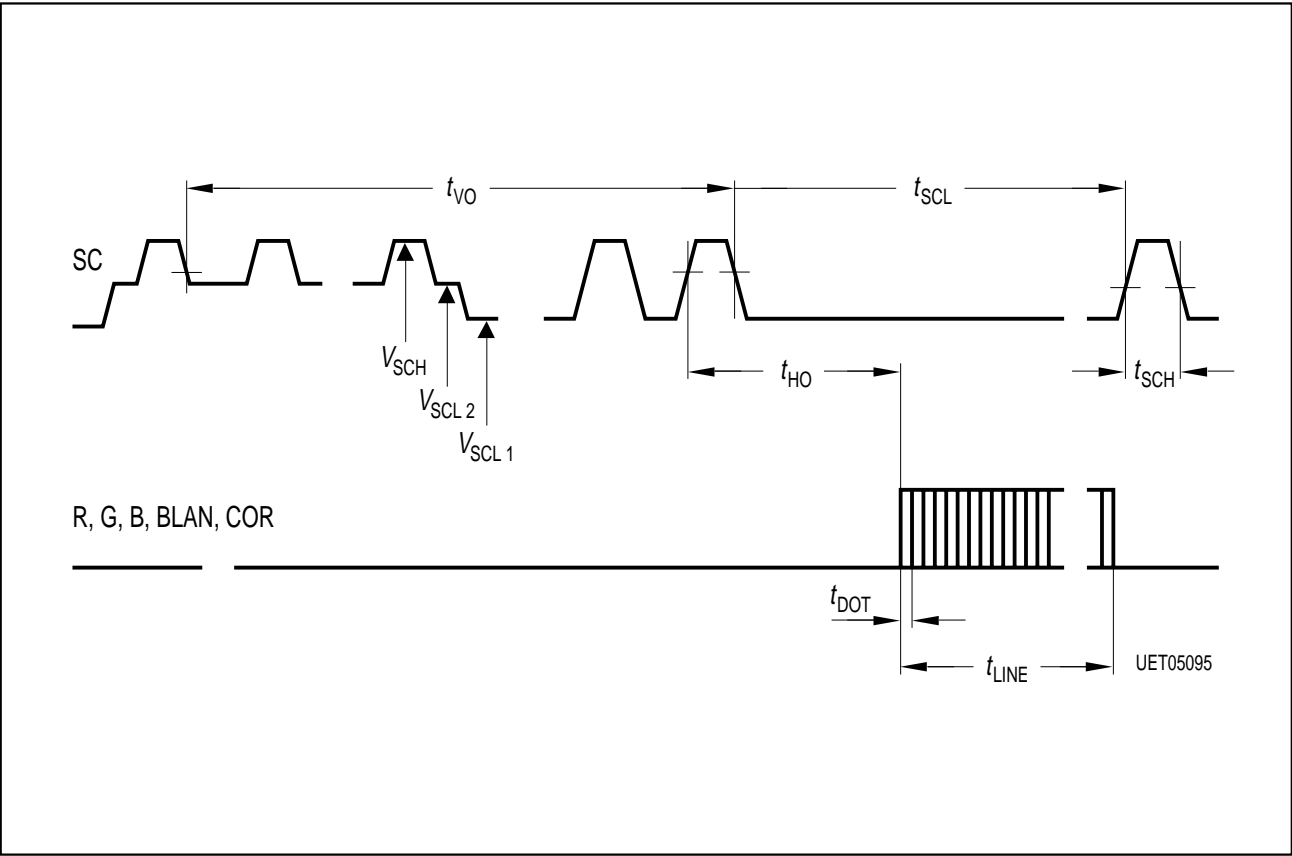 tVO
tSCL
SC
VSCH
tHO
tSCH
VSCL 2
VSCL 1
R, G, B, BLAN, COR
tDOT
tLINE
UET05095